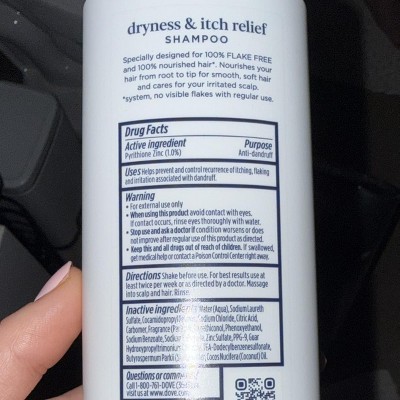 dryness & itch relief
SHAMPOO
Specially designed for 100% FLAKE FREE
and 100% nourished hair*. Nourishes your
hair from root to tip for smooth, soft hair
and cares for your irritated scalp.
*system, no visible flakes with regular use.
Drug Facts
Active ingredient Purpose
Pyrithione Zinc (1.0%) Anti-dandruff
Uses Helps prevent and control recurrence of itching, flaking
and irritation associated with dandruff.
Warning
• For external use only
• When using this product avoid contact with eyes.
If contact occurs, rinse eyes thoroughly with water.
• Stop use and ask a doctor if condition worsens or does
not improve after regular use of this product as directed.
• Keep this and all drugs out of reach of children. If swallowed,
get medical help or contact a Poison Control Center right away.
Directions Shake before use. For best results use at
least twice per week or as directed by a doctor. Massage
into scalp and hair. Rinse.
Inactive Water (Aqua), Sodium Laureth
Sulfate, Sodium Chloride, Citric Acid,
Carbomer, Phenoxyethanol,
Sodium Benzoate, Sodium Zinc Sulfate, PPG-9, Guar
TEA-Dodecylbenzenesulfonate,
Butyrospermum Parkii Cocos Nucifera (Coconut) Oil.
Questions or
Call 1-800-761-DOVE
visit us at www.dove